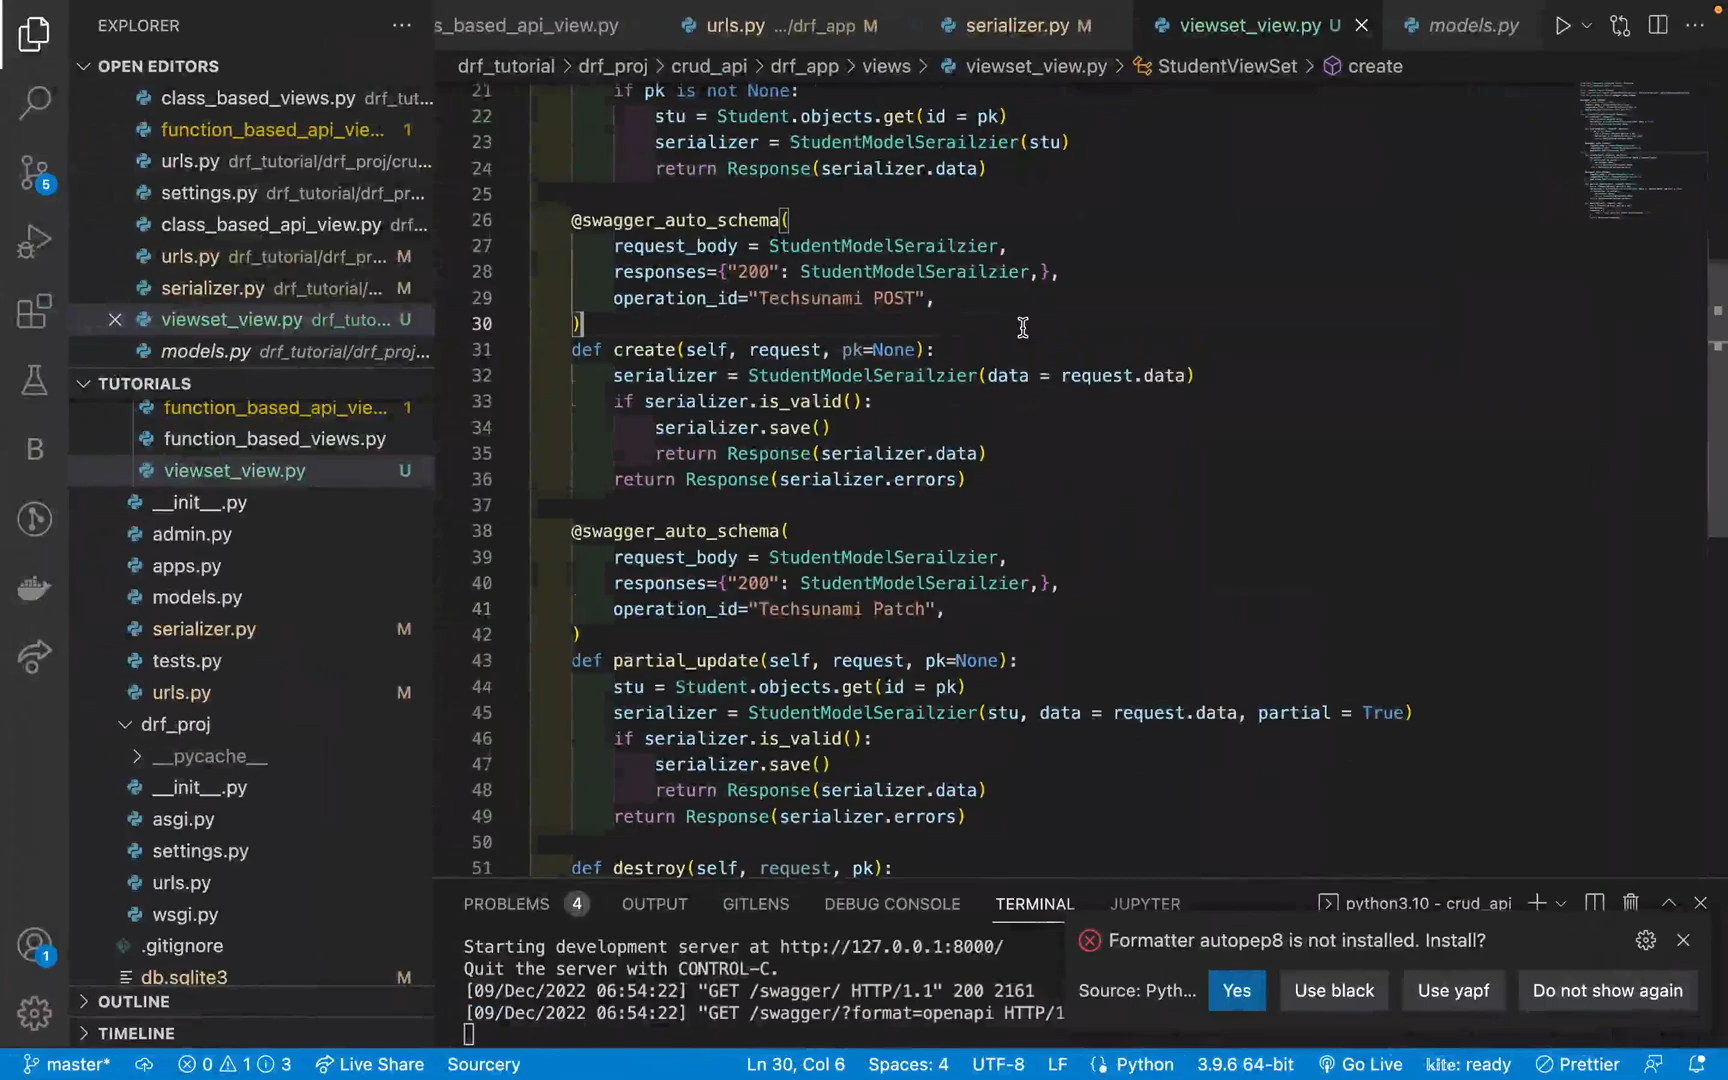 EXPLORER
OPEN EDITORS
class_based_views.py drf_tut...
function_based_api_vie... 1
urls.py drf_tutorial/drf_proj/cru...
settings.py drf_tutorial/drf_pr...
class_based_api_view.py drf...
urls.py drf_tutorial/drf_pr... M
serializer.py drf_tutorial/... M
viewset_view.py drf_tuto... U
models.py drf_tutorial/drf_proj...
TUTORIALS
function_based_api_vie... 1
function_based_views.py
viewset_view.py U
__init__.py
admin.py
apps.py
models.py
serializer.py M
tests.py
urls.py M
drf_proj
__pycache__
__init__.py
asgi.py
settings.py
urls.py
wsgi.py
.gitignore
db.sqlite3 M
OUTLINE
TIMELINE
5
B
1
s_based_api_view.py urls.py .../drf_app M serializer.py M viewset_view.py U models.py
drf_tutorial > drf_proj > crud_api > drf_app > views > viewset_view.py > StudentViewSet > create
21 if pk is not None:
22 stu = Student.objects.get(id = pk)
23 serializer = StudentModelSerailzier(stu)
24 return Response(serializer.data)
25
26 @swagger_auto_schema(
27 request_body = StudentModelSerailzier,
28 responses={"200": StudentModelSerailzier,},
29 operation_id="Techsunami POST",
30 )
31 def create(self, request, pk=None):
32 serializer = StudentModelSerailzier(data = request.data)
33 if serializer.is_valid():
34 serializer.save()
35 return Response(serializer.data)
36 return Response(serializer.errors)
37
38 @swagger_auto_schema(
39 request_body = StudentModelSerailzier,
40 responses={"200": StudentModelSerailzier,},
41 operation_id="Techsunami Patch",
42 )
43 def partial_update(self, request, pk=None):
44 stu = Student.objects.get(id = pk)
45 serializer = StudentModelSerailzier(stu, data = request.data, partial = True)
46 if serializer.is_valid():
47 serializer.save()
48 return Response(serializer.data)
49 return Response(serializer.errors)
50
51 def destroy(self, request, pk):
PROBLEMS 4 OUTPUT GITLENS DEBUG CONSOLE TERMINAL JUPYTER python3.10 - crud_api
Starting development server at http://127.0.0.1:8000/
Quit the server with CONTROL-C.
[09/Dec/2022 06:54:22] "GET /swagger/ HTTP/1.1" 200 2161
[09/Dec/2022 06:54:22] "GET /swagger/?format=openapi HTTP/1
Formatter autopep8 is not installed. Install?
Source: Pyth... Yes Use black Use yapf Do not show again
master* 0 1 3 Live Share Sourcery Ln 30, Col 6 Spaces: 4 UTF-8 LF Python 3.9.6 64-bit Go Live kite: ready Prettier